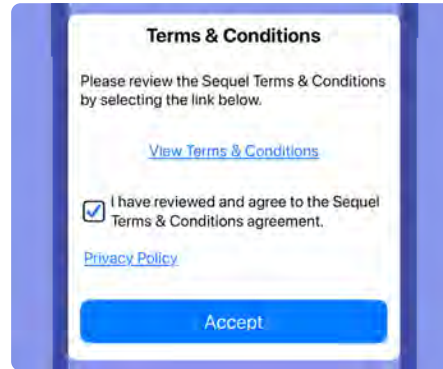 Terms & Conditions
Please review the Sequel Terms & Conditions
by selecting the link below.
View Terms & Conditions
I have reviewed and agree to the Sequel
Terms & Conditions agreement.
Privacy Policy
Accept